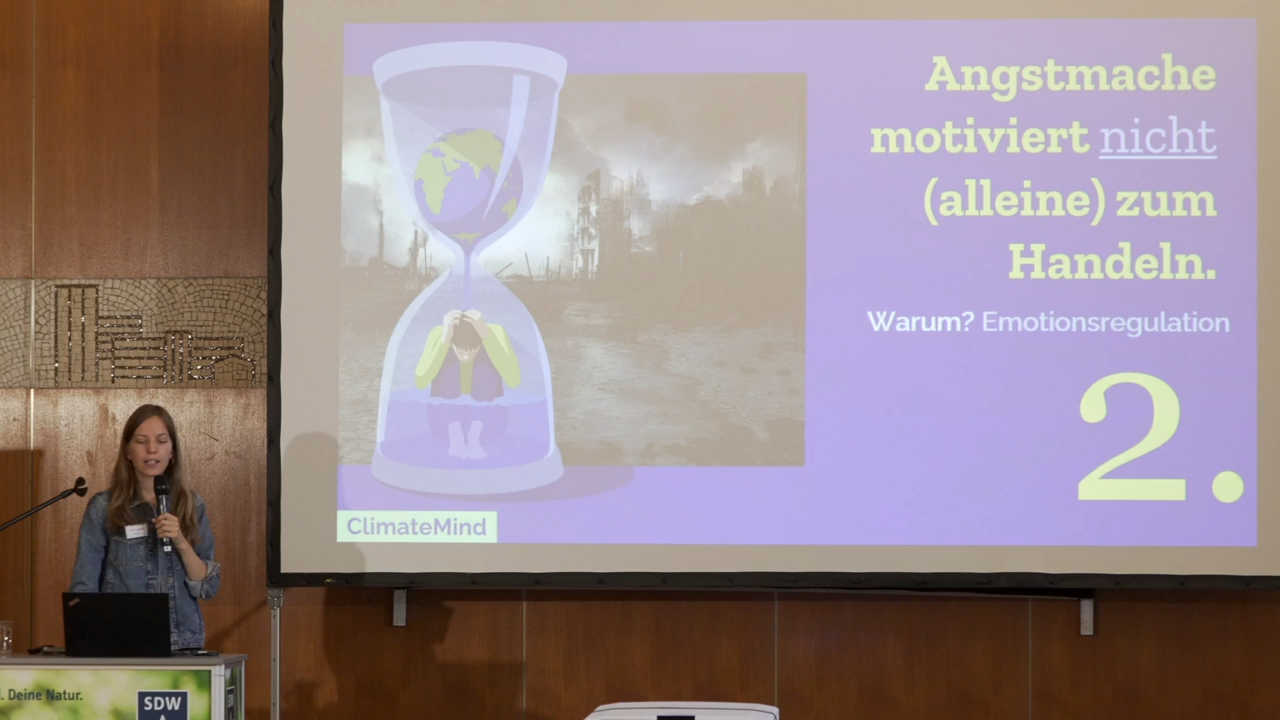 Angstmache
motiviert nicht
(alleine) zum
Handeln.
Warum? Emotionsregulation
2.
ClimateMind
. Deine Natur.
SDW